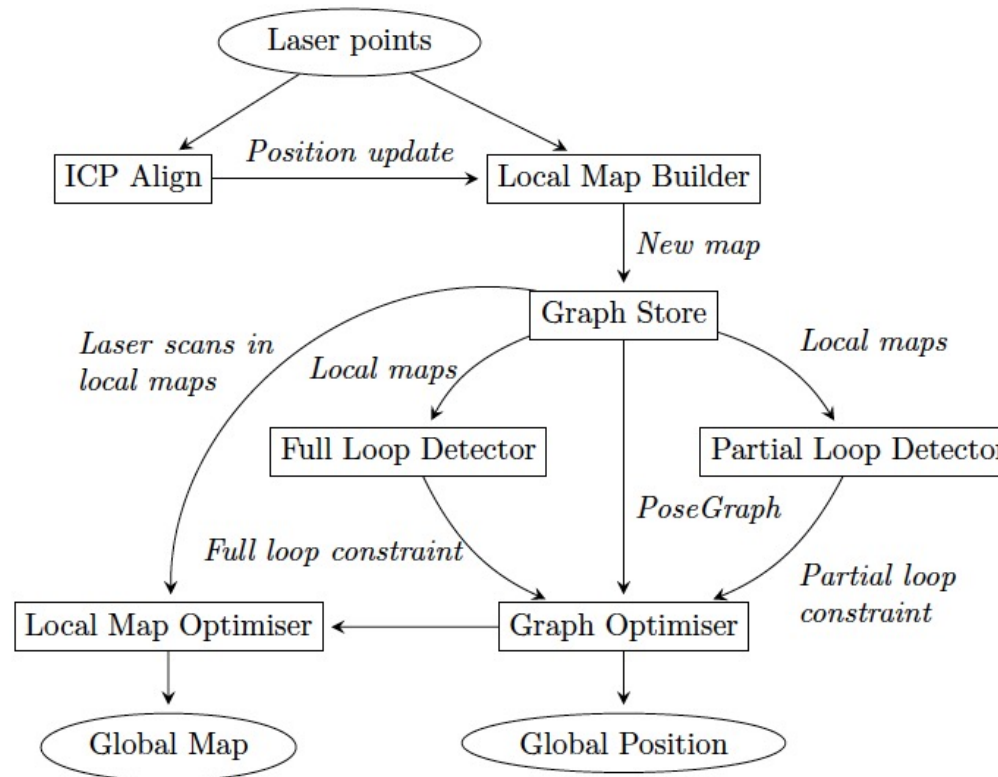 Laser points
Position update
ICP Align
Local Map Builder
New map
Graph Store
Laser scans in
local maps
Local maps
Local maps
Full Loop Detector
Partial Loop Detector
PoseGraph
Full loop constraint
Partial loop
constraint
Local Map Optimiser
Graph Optimiser
Global Map
Global Position